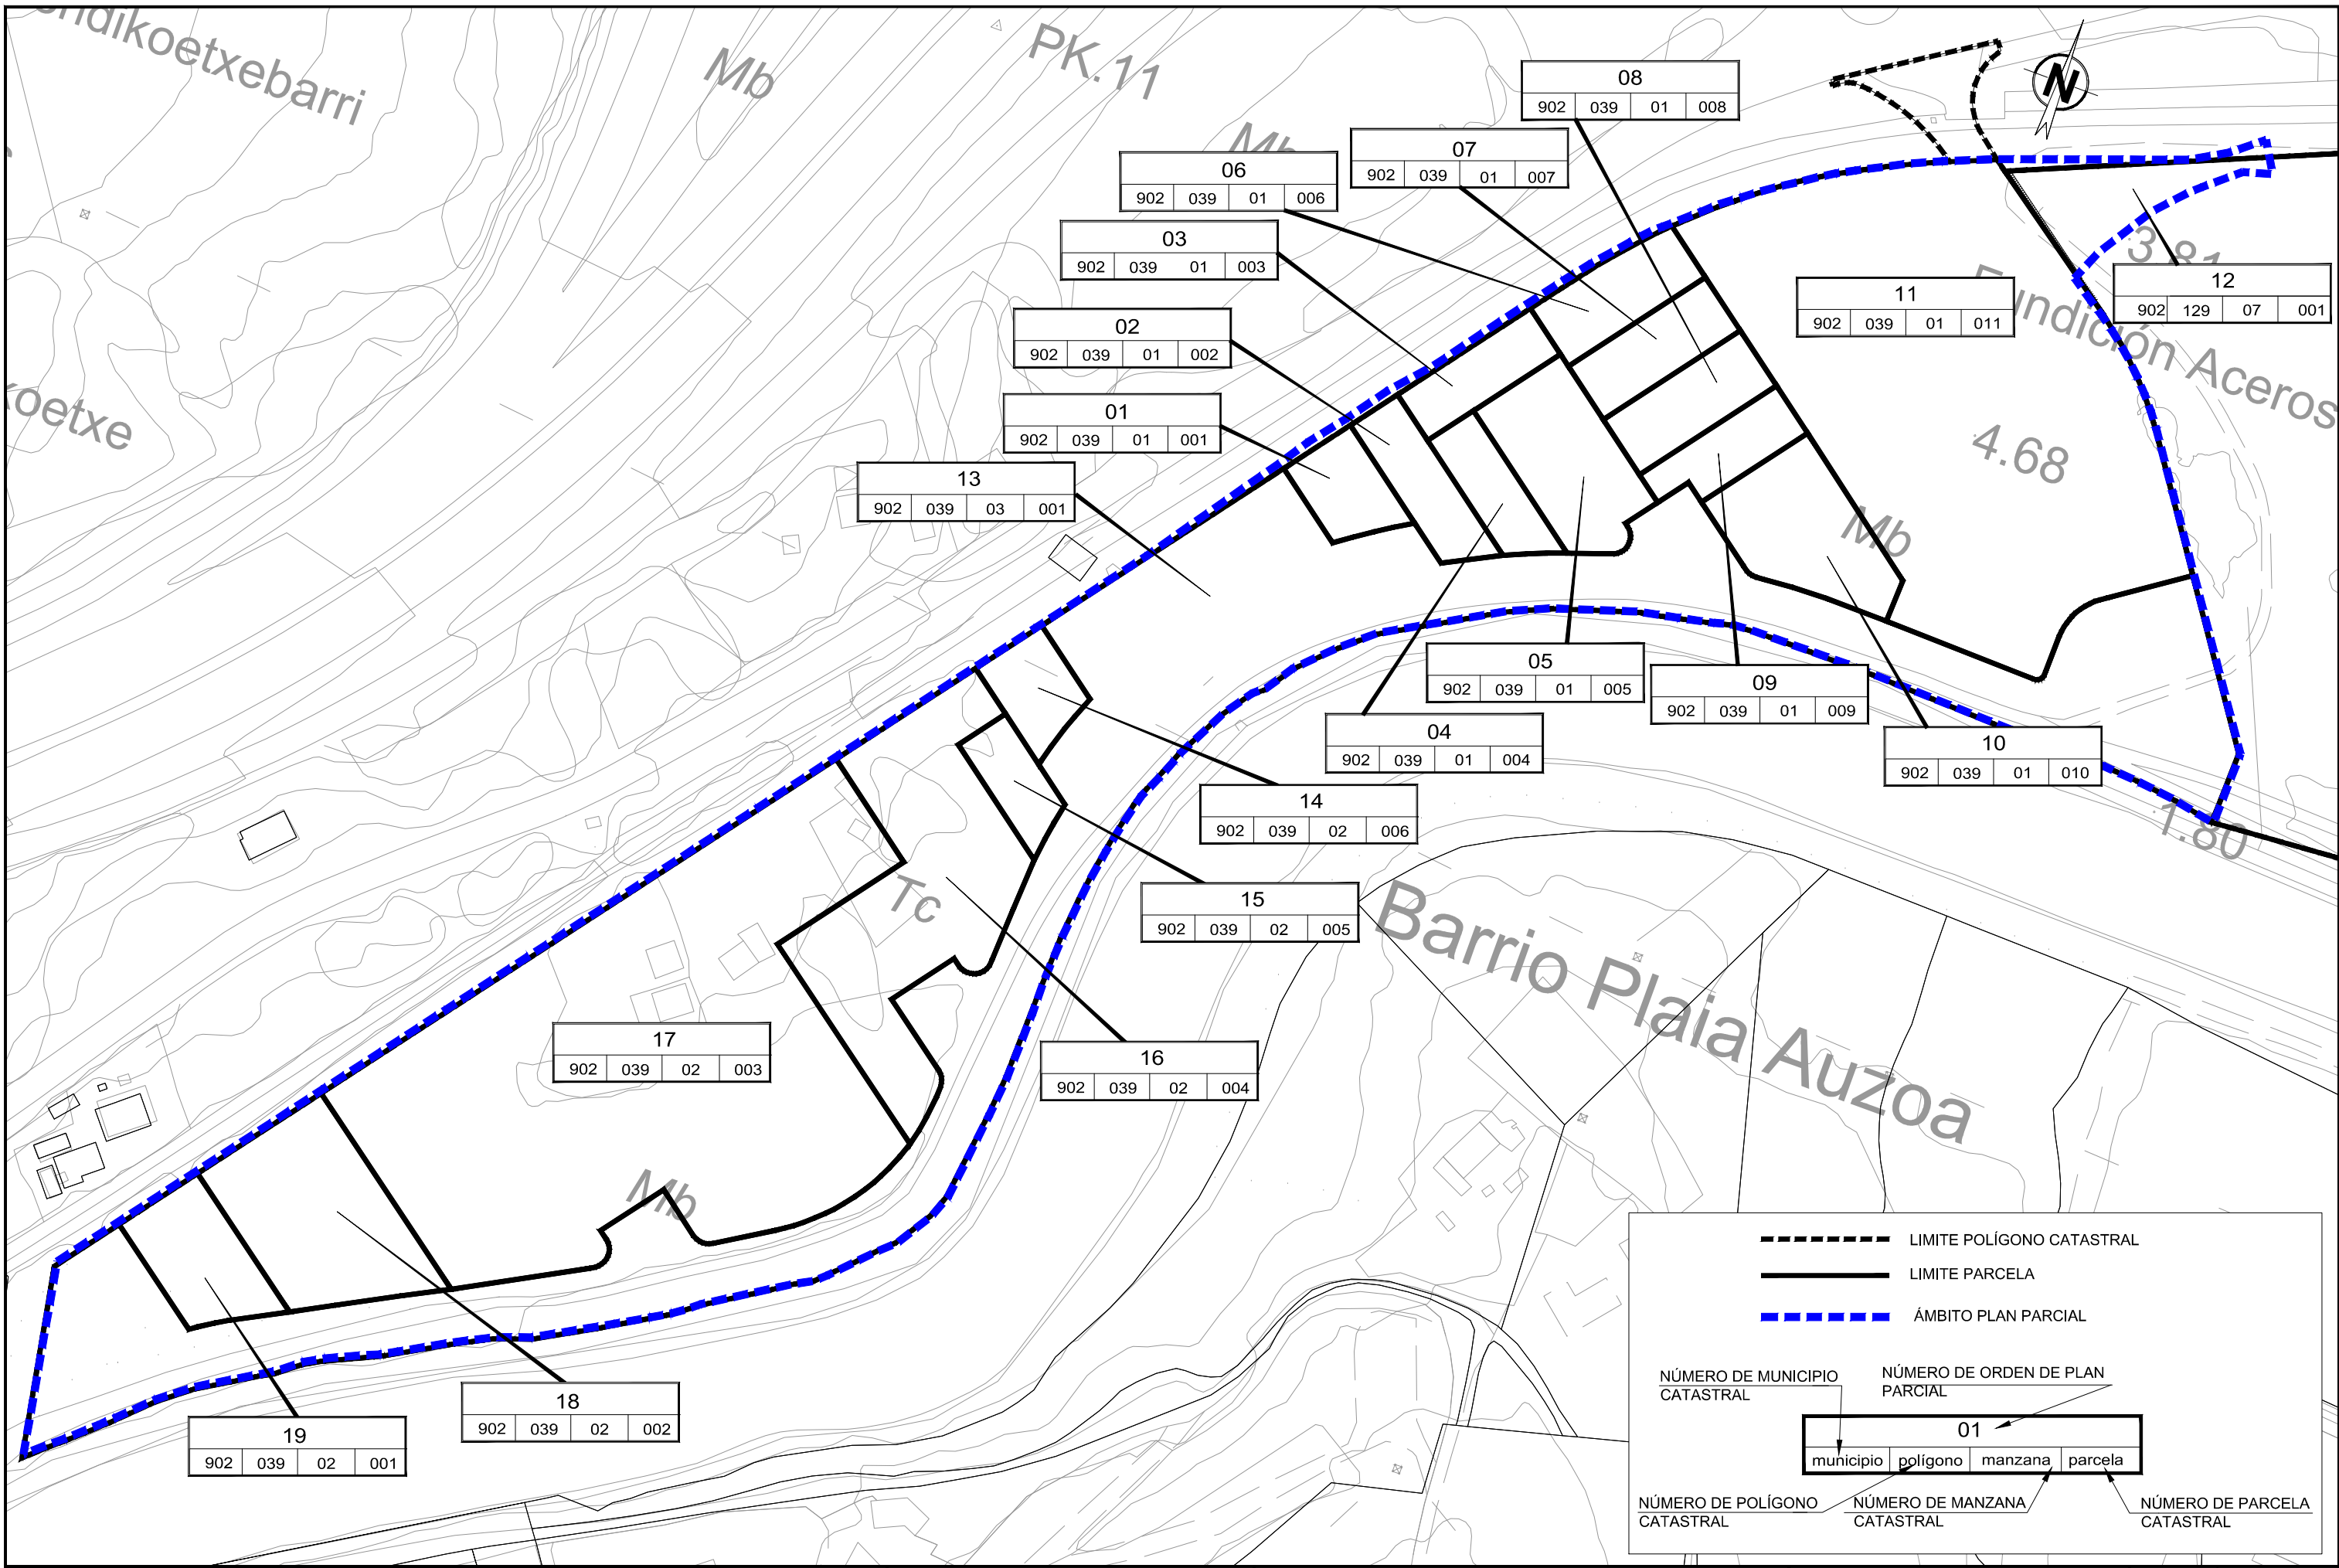 ndikoetxebarri
Mb
PK.11
Mb
koetxe
N
08
902 039 01 008
07
902 039 01 007
06
902 039 01 006
03
902 039 01 003
02
902 039 01 002
01
902 039 01 001
13
902 039 03 001
11
902 039 01 011
3.81
12
902 129 07 001
Fundición Aceros
4.68
Mb
05
902 039 01 005
09
902 039 01 009
04
902 039 01 004
10
902 039 01 010
14
902 039 02 006
1.80
15
902 039 02 005
Tc
Barrio Plaia Auzoa
17
902 039 02 003
16
902 039 02 004
Mb
18
902 039 02 002
19
902 039 02 001
LIMITE POLÍGONO CATASTRAL
LIMITE PARCELA
ÁMBITO PLAN PARCIAL
NÚMERO DE MUNICIPIO
CATASTRAL
NÚMERO DE ORDEN DE PLAN
PARCIAL
01
municipio polígono manzana parcela
NÚMERO DE POLÍGONO
CATASTRAL
NÚMERO DE MANZANA
CATASTRAL
NÚMERO DE PARCELA
CATASTRAL